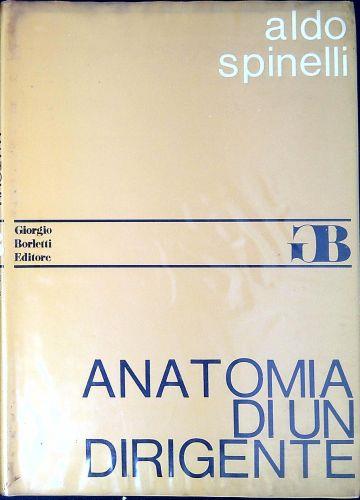 aldo
spinelli
Giorgio
Borletti
Editore
GB
ANATOMIA
DI UN
DIRIGENTE